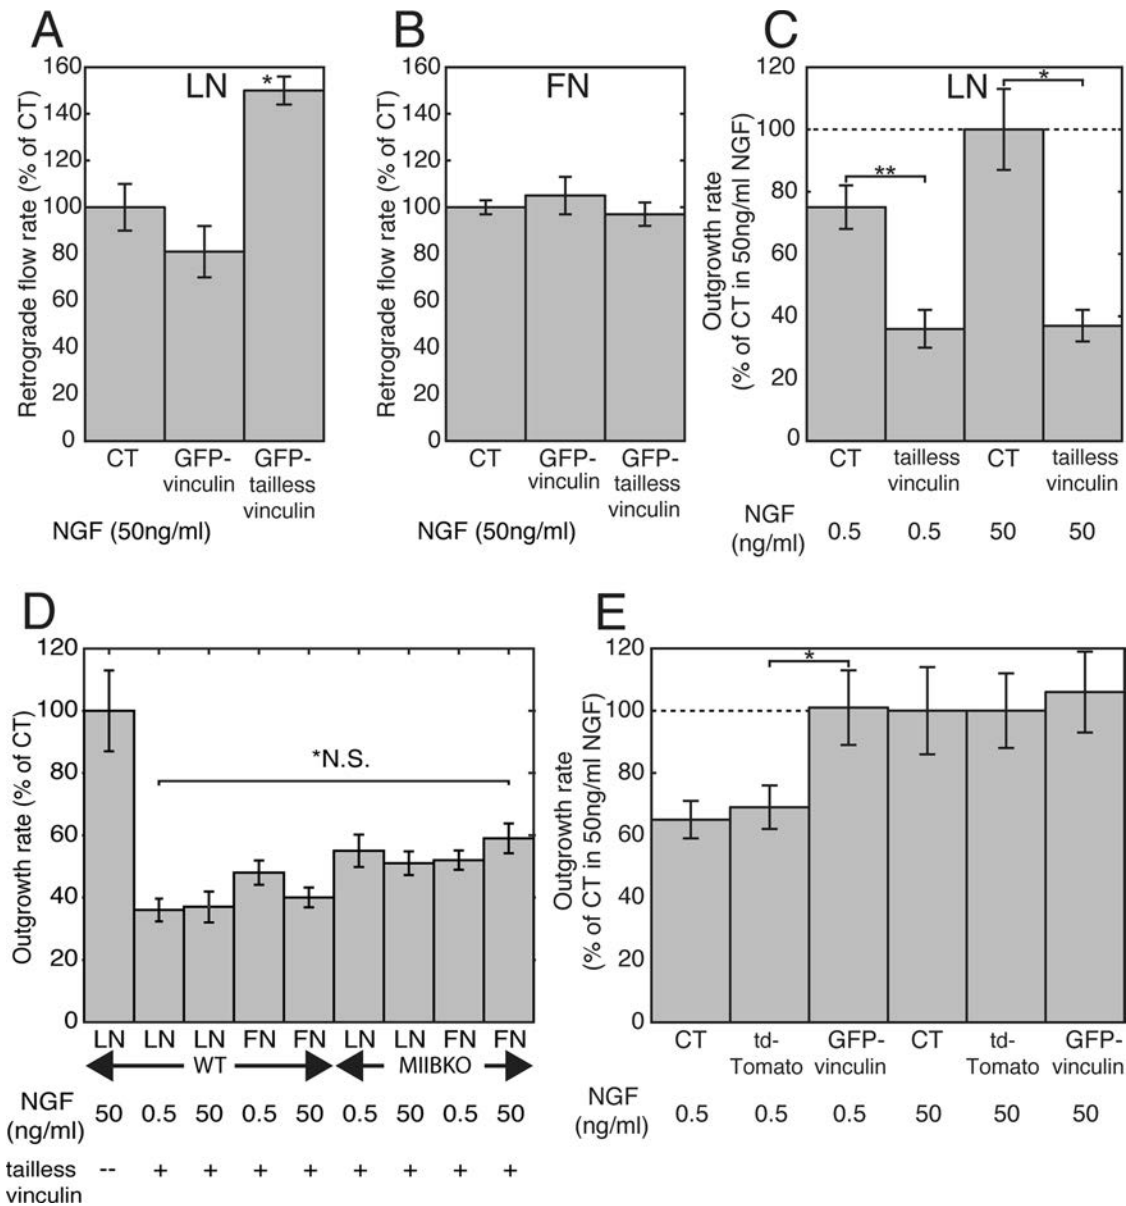 A
LN
*
Retrograde flow rate (% of CT)
160
140
120
100
80
60
40
20
0
CT
GFP-
vinculin
GFP-
tailless
vinculin
NGF (50ng/ml)
B
FN
Retrograde flow rate (% of CT)
160
140
120
100
80
60
40
20
0
CT
GFP-
vinculin
GFP-
tailless
vinculin
NGF (50ng/ml)
C
LN
**
*
Outgrowth rate
(% of CT in 50ng/ml NGF)
120
100
80
60
40
20
0
CT
tailless
vinculin
CT
tailless
vinculin
NGF
(ng/ml)
0.5 0.5 50 50
D
*N.S.
Outgrowth rate (% of CT)
120
100
80
60
40
20
0
LN LN LN FN FN LN LN FN FN
WT MIIBKO
NGF
(ng/ml)
50 0.5 50 0.5 50 0.5 50 0.5 50
tailless
vinculin
-- + + + + + + + +
E
*
Outgrowth rate
(% of CT in 50ng/ml NGF)
120
100
80
60
40
20
0
CT
td-
Tomato
GFP-
vinculin
CT
td-
Tomato
GFP-
vinculin
NGF
(ng/ml)
0.5 0.5 0.5 50 50 50